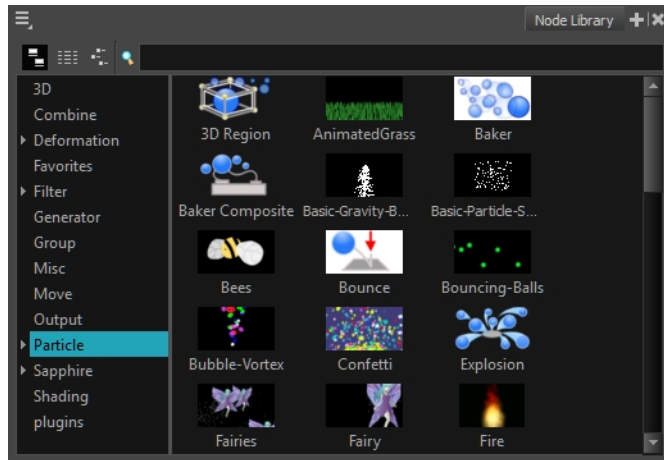 Node Library
3D
Combine
Deformation
Favorites
Filter
Generator
Group
Misc
Move
Output
Particle
Sapphire
Shading
plugins
3D Region AnimatedGrass Baker
Baker Composite Basic-Gravity-B... Basic-Particle-S...
Bees Bounce Bouncing-Balls
Bubble-Vortex Confetti Explosion
Fairies Fairy Fire